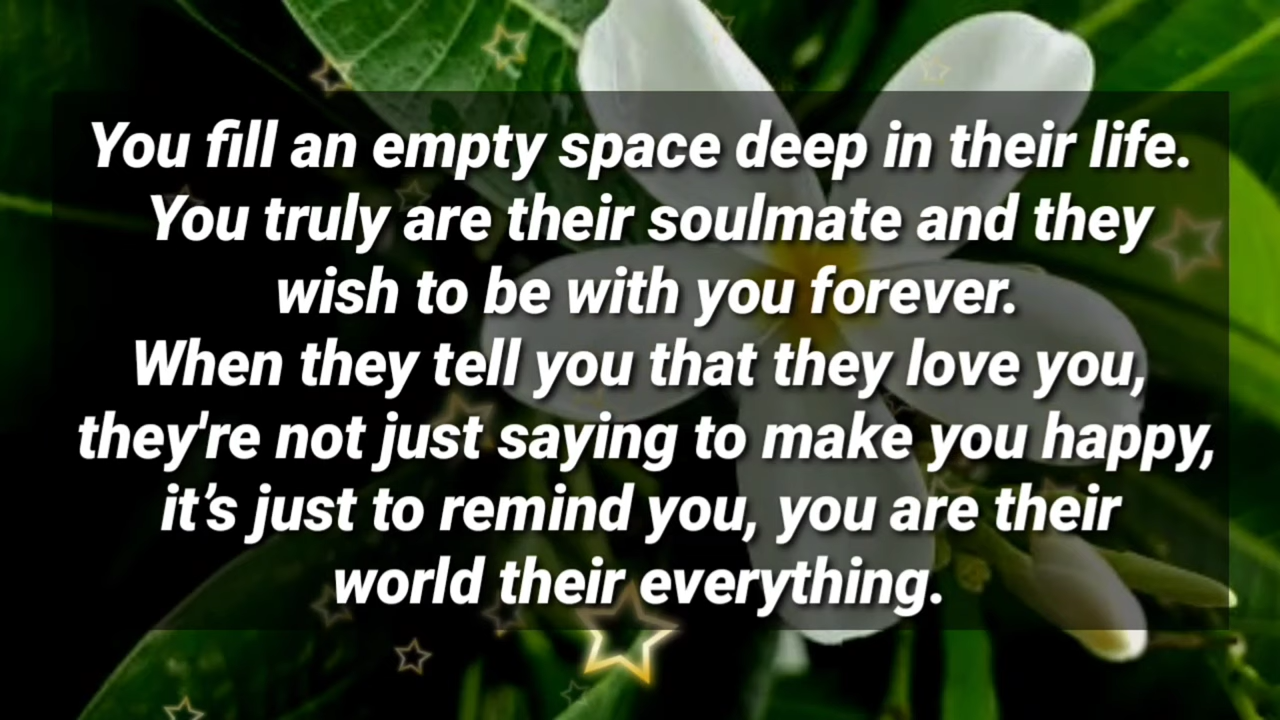 You fill an empty space deep in their life.
You truly are their soulmate and they
wish to be with you forever.
When they tell you that they love you,
they're not just saying to make you happy,
it’s just to remind you, you are their
world their everything.